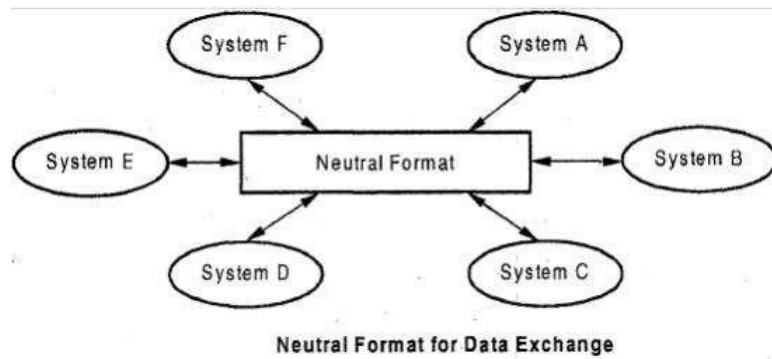 System F
System A
System E
Neutral Format
System B
System D
System C
Neutral Format for Data Exchange